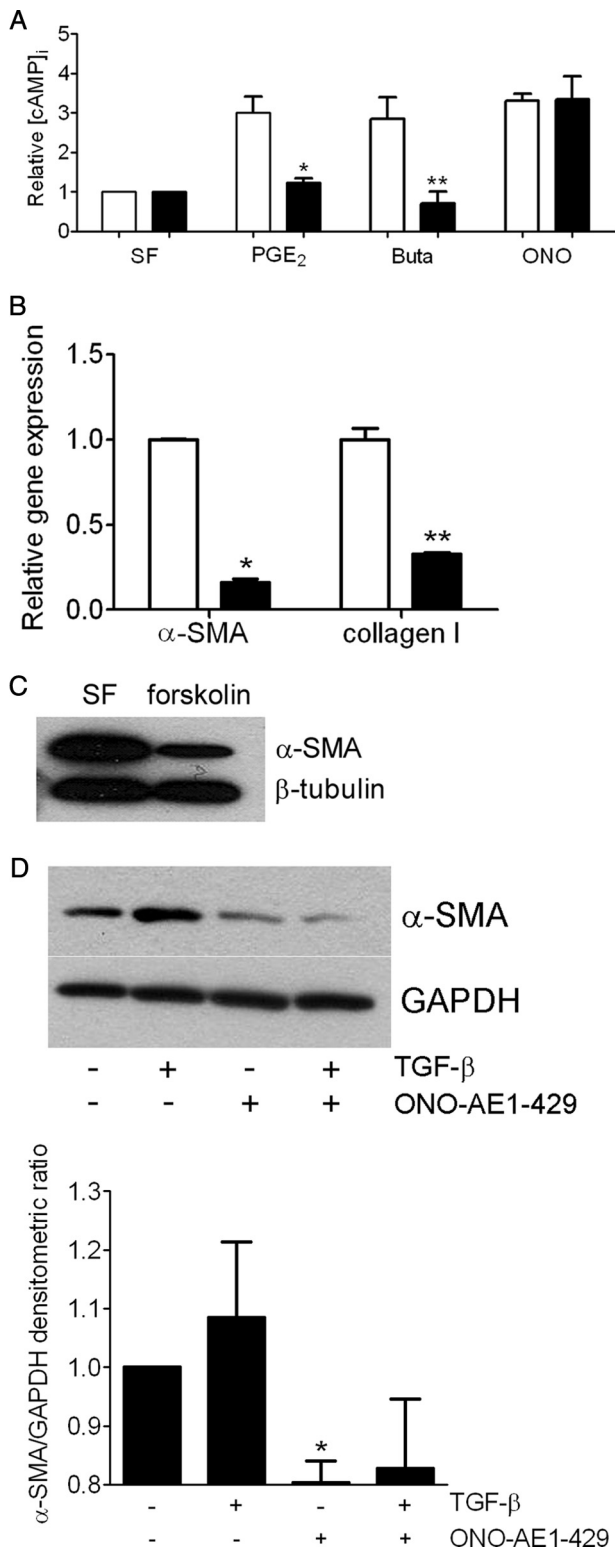 A
Relative [cAMP]i
5
4
3
2
1
0
*
**
SF PGE2 Buta ONO
B
Relative gene expression
1.5
1.0
0.5
0.0
*
**
α-SMA collagen I
C
SF forskolin
α-SMA
β-tubulin
D
α-SMA
GAPDH
- + - + TGF-β
- - + + ONO-AE1-429
α-SMA/GAPDH densitometric ratio
1.3
1.2
1.1
1.0
0.9
0.8
*
- + - + TGF-β
- - + + ONO-AE1-429